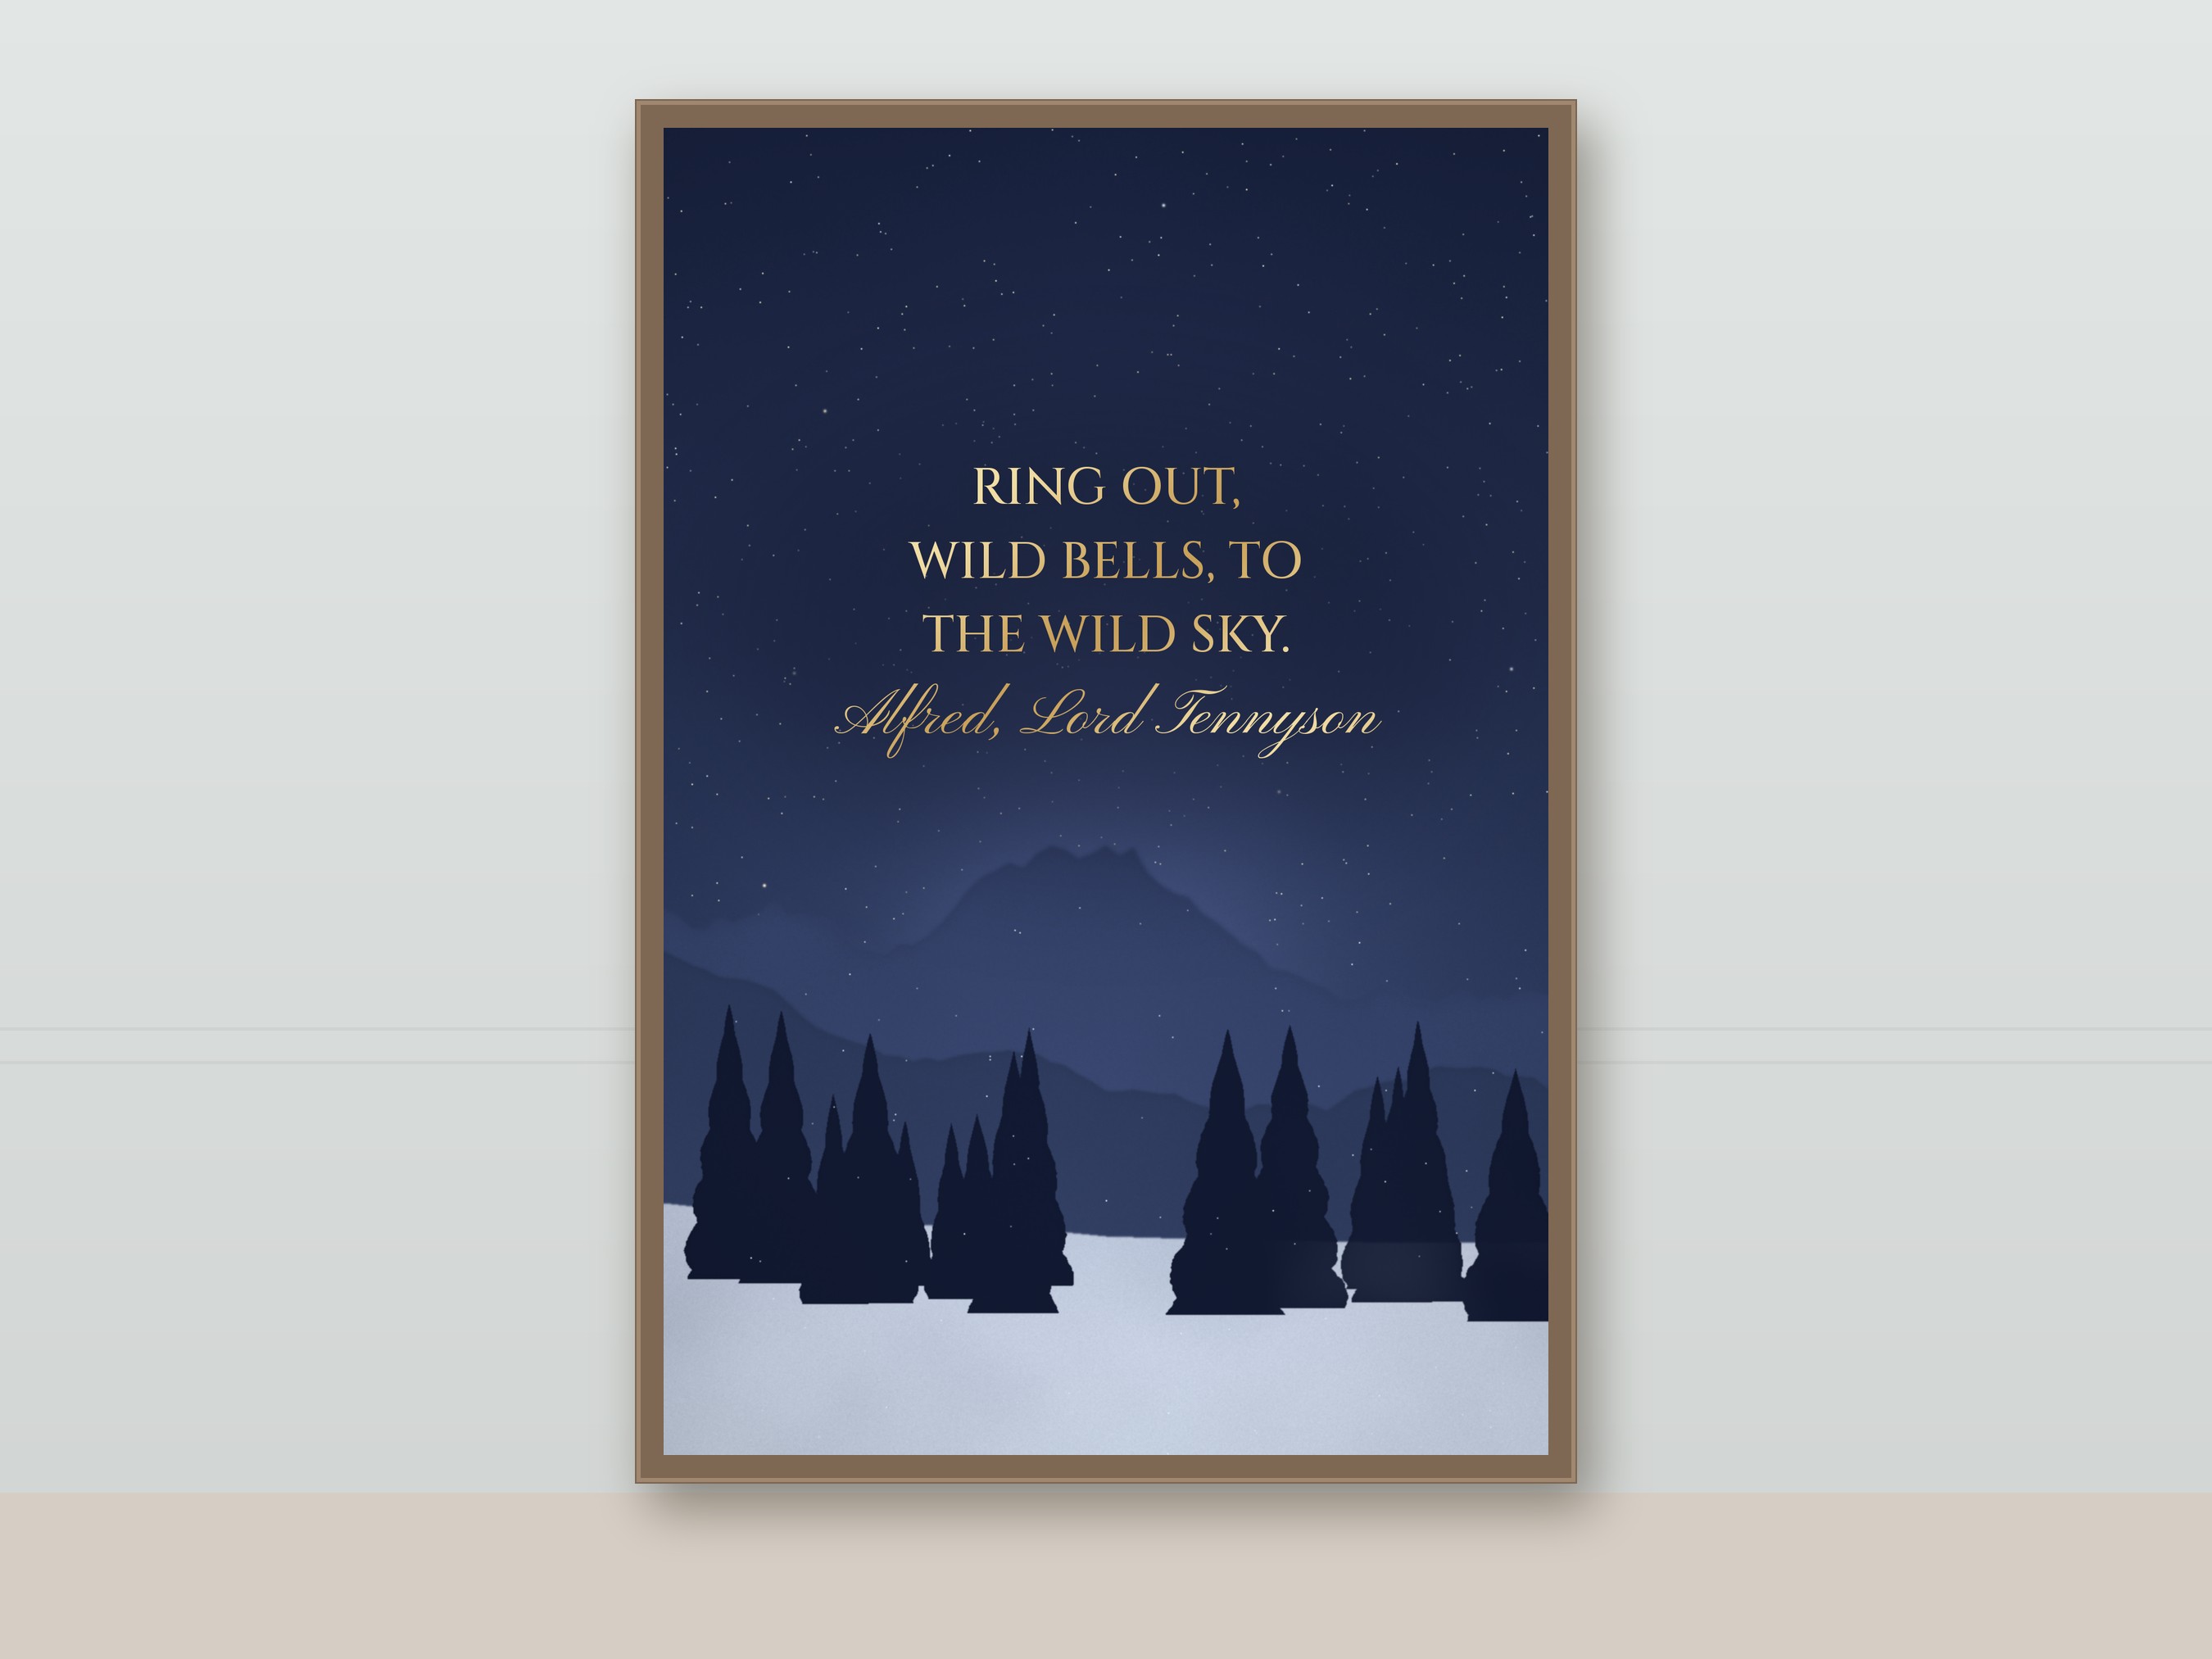 RING OUT,
WILD BELLS, TO
THE WILD SKY.
Alfred, Lord Tennyson